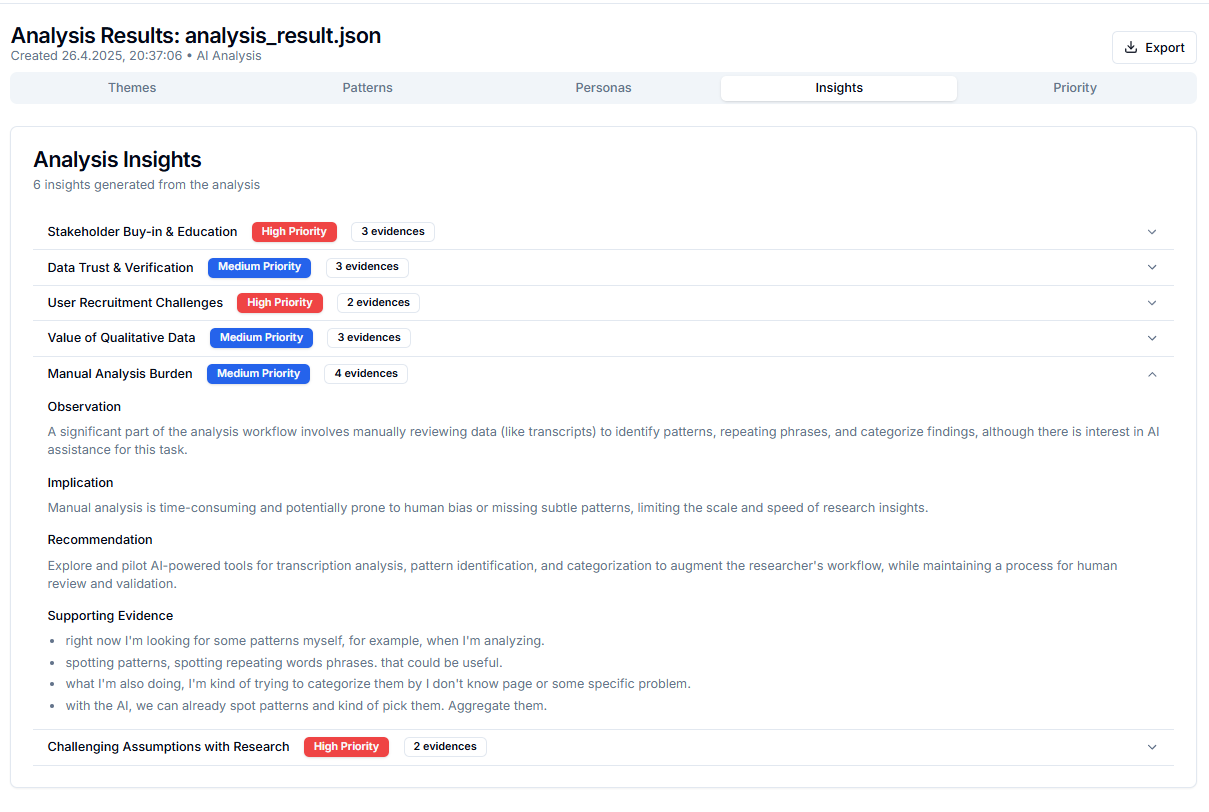 Analysis Results: analysis_result.json
Created 26.4.2025, 20:37:06 • AI Analysis
Export
Themes Patterns Personas Insights Priority
Analysis Insights
6 insights generated from the analysis
Stakeholder Buy-in & Education High Priority 3 evidences
Data Trust & Verification Medium Priority 3 evidences
User Recruitment Challenges High Priority 2 evidences
Value of Qualitative Data Medium Priority 3 evidences
Manual Analysis Burden Medium Priority 4 evidences
Observation
A significant part of the analysis workflow involves manually reviewing data (like transcripts) to identify patterns, repeating phrases, and categorize findings, although there is interest in AI
assistance for this task.
Implication
Manual analysis is time-consuming and potentially prone to human bias or missing subtle patterns, limiting the scale and speed of research insights.
Recommendation
Explore and pilot AI-powered tools for transcription analysis, pattern identification, and categorization to augment the researcher's workflow, while maintaining a process for human
review and validation.
Supporting Evidence
• right now I'm looking for some patterns myself, for example, when I'm analyzing.
• spotting patterns, spotting repeating words phrases. that could be useful.
• what I'm also doing, I'm kind of trying to categorize them by I don't know page or some specific problem.
• with the AI, we can already spot patterns and kind of pick them. Aggregate them.
Challenging Assumptions with Research High Priority 2 evidences